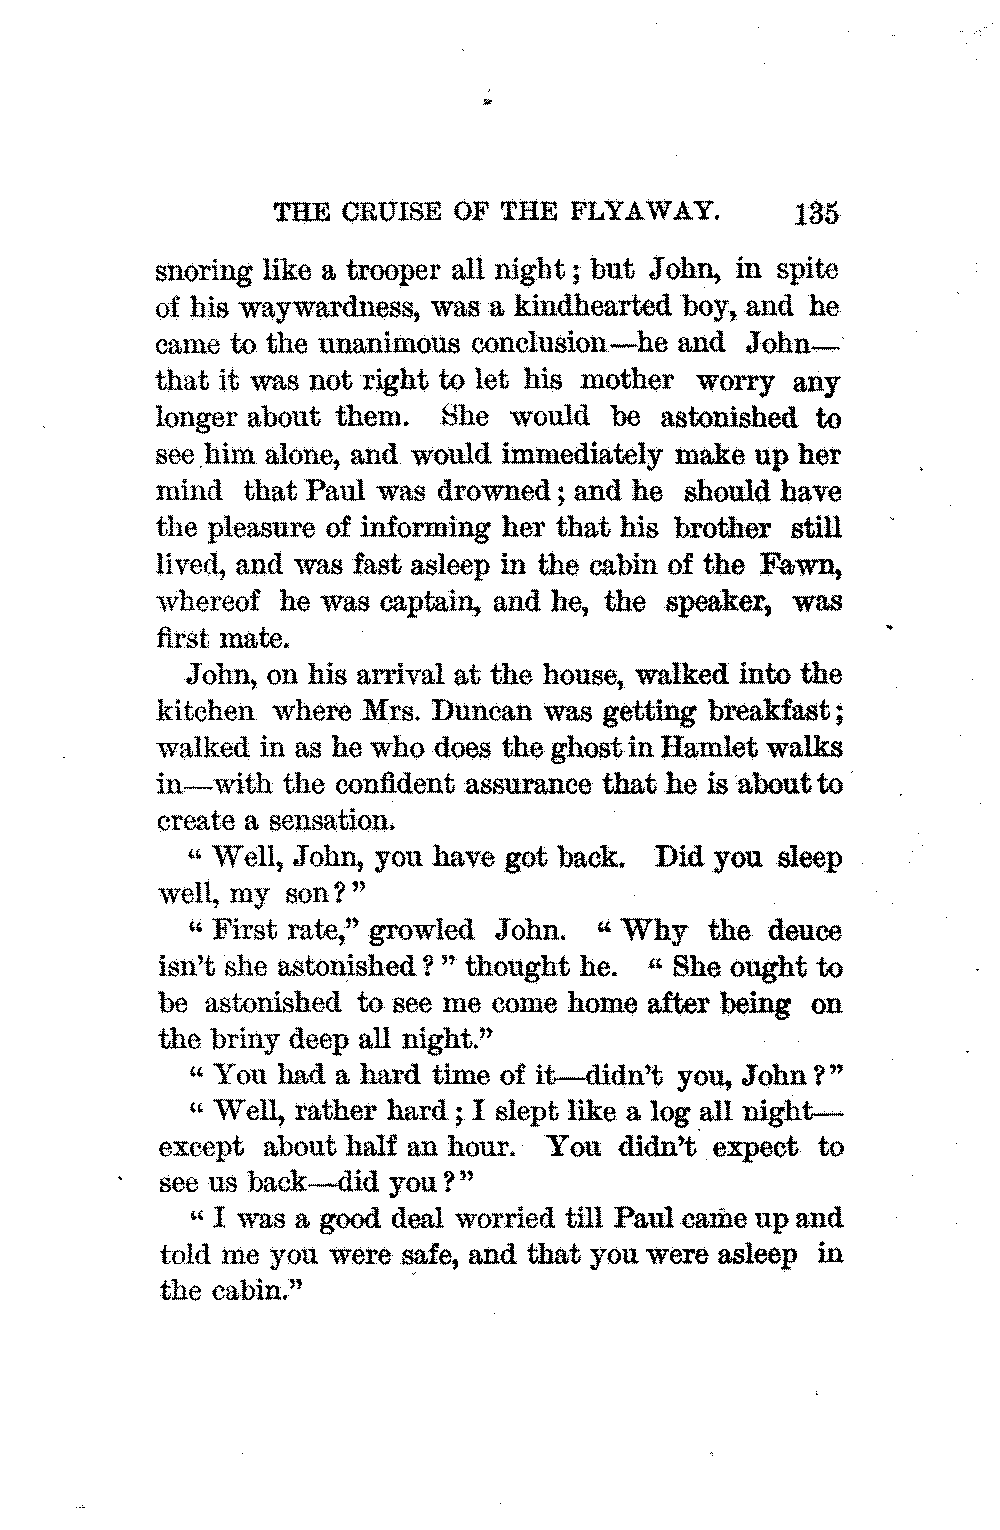 THE CRUISE OF THE FLYAWAY. 135
snoring like a trooper all night; but John, in spite
of his waywardness, was a kindhearted boy, and he
came to the unanimous conclusion—he and John—
that it was not right to let his mother worry any
longer about them. She would be astonished to
see him alone, and would immediately make up her
mind that Paul was drowned; and he should have
the pleasure of informing her that his brother still
lived, and was fast asleep in the cabin of the Fawn,
whereof he was captain, and he, the speaker, was
first mate.
John, on his arrival at the house, walked into the
kitchen where Mrs. Duncan was getting breakfast;
walked in as he who does the ghost in Hamlet walks
in—with the confident assurance that he is about to
create a sensation.
“Well, John, you have got back. Did you sleep
well, my son?”
“First rate,” growled John. “Why the deuce
isn't she astonished?” thought he. “She ought to
be astonished to see me come home after being on
the briny deep all night.”
“You had a hard time of it—didn't you, John?”
“Well, rather hard; I slept like a log all night—
except about half an hour. You didn't expect to
see us back—did you?”
“I was a good deal worried till Paul came up and
told me you were safe, and that you were asleep in
the cabin.”